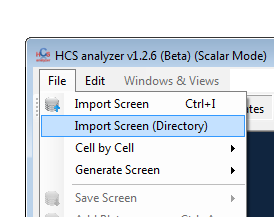 HCS analyzer v1.2.6 (Beta) (Scalar Mode)
File Edit Windows & Views
Import Screen Ctrl+I
Import Screen (Directory)
Cell by Cell
Generate Screen
Save Screen